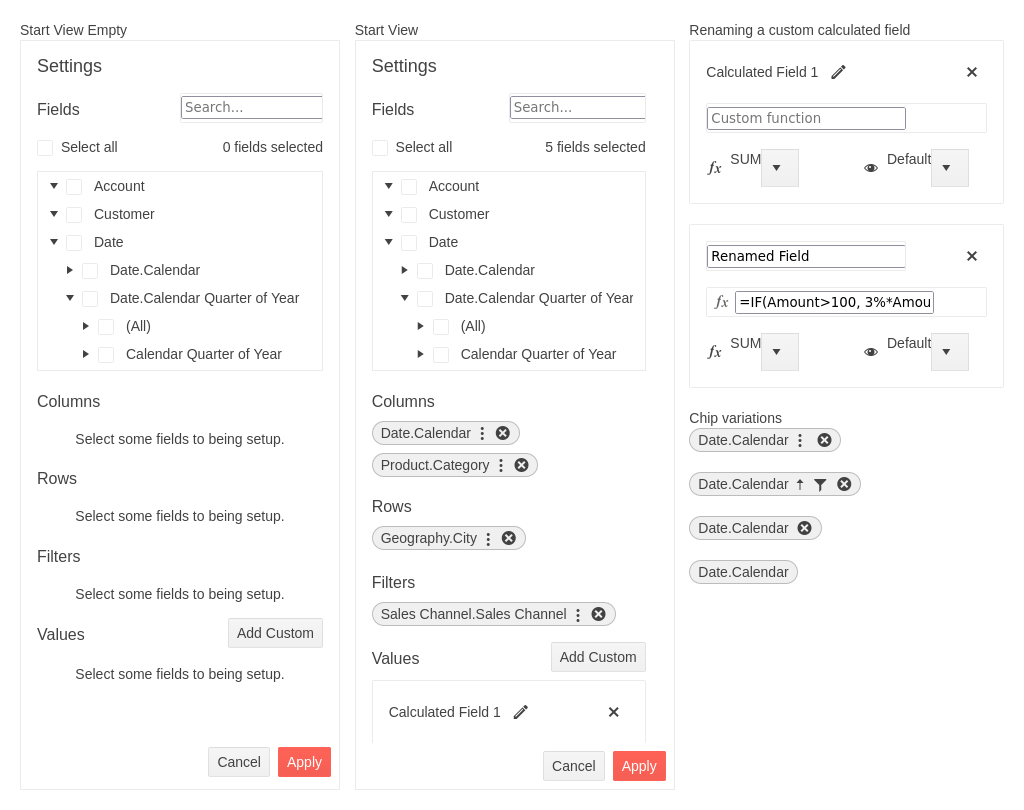 Start View Empty
Settings
Fields
Search...
Select all
0 fields selected
Account
Customer
Date
Date.Calendar
Date.Calendar Quarter of Year
(All)
Calendar Quarter of Year
Columns
Select some fields to being setup.
Rows
Select some fields to being setup.
Filters
Select some fields to being setup.
Values
Add Custom
Select some fields to being setup.
Cancel
Apply
Start View
Settings
Fields
Search...
Select all
5 fields selected
Account
Customer
Date
Date.Calendar
Date.Calendar Quarter of Year
(All)
Calendar Quarter of Year
Columns
Date.Calendar
Product.Category
Rows
Geography.City
Filters
Sales Channel.Sales Channel
Values
Add Custom
Calculated Field 1
Cancel
Apply
Renaming a custom calculated field
Calculated Field 1
Custom function
fx SUM
Default
Renamed Field
fx =IF(Amount>100, 3%*Amou
fx SUM
Default
Chip variations
Date.Calendar
Date.Calendar
Date.Calendar
Date.Calendar